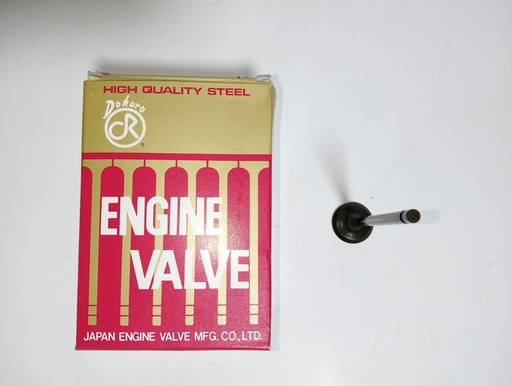 HIGH QUALITY STEEL
Dokuro
R
®
ENGINE
VALVE
JAPAN ENGINE VALVE MFG. CO., LTD.